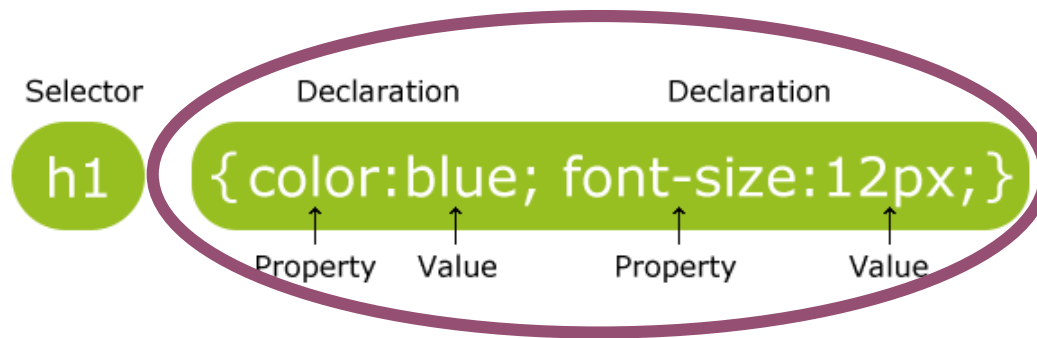 Selector Declaration Declaration
h1 {color:blue; font-size:12px;}
Property Value Property Value